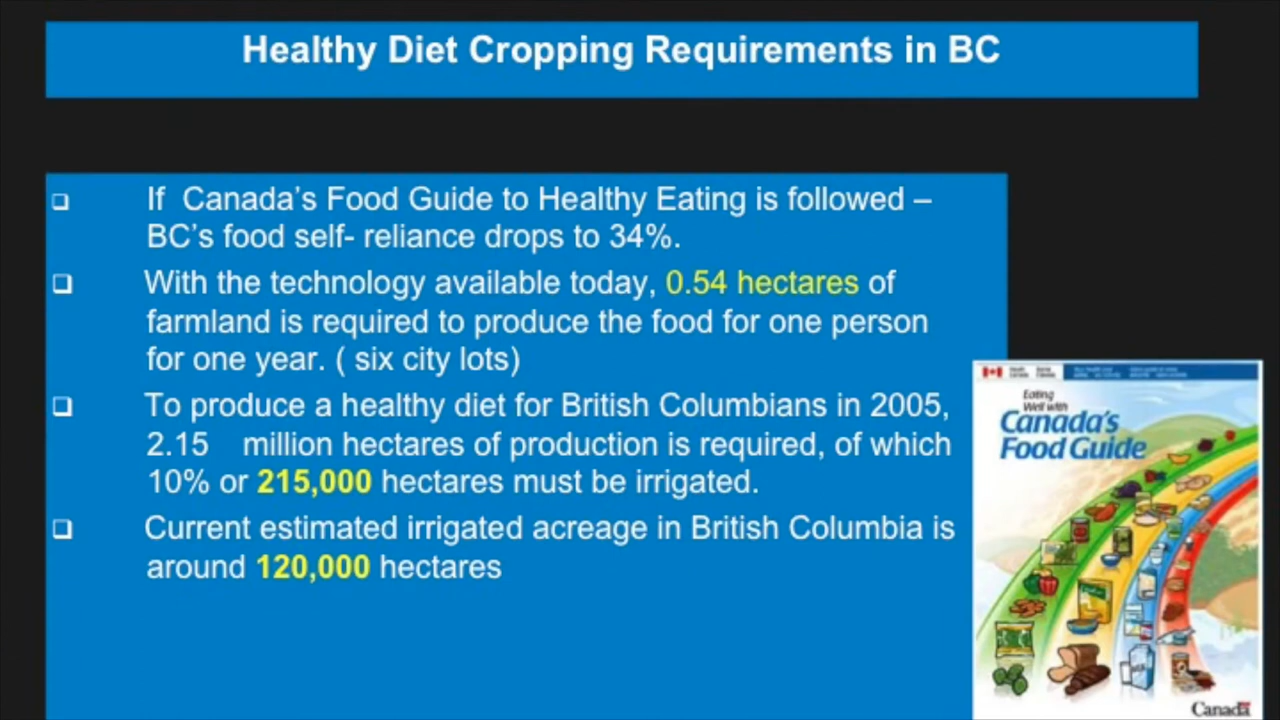 Healthy Diet Cropping Requirements in BC
❑ If Canada's Food Guide to Healthy Eating is followed –
BC's food self- reliance drops to 34%.
❑ With the technology available today, 0.54 hectares of
farmland is required to produce the food for one person
for one year. ( six city lots)
❑ To produce a healthy diet for British Columbians in 2005,
2.15 million hectares of production is required, of which
10% or 215,000 hectares must be irrigated.
❑ Current estimated irrigated acreage in British Columbia is
around 120,000 hectares
Eating
Well with
Canada's
Food Guide
Canada